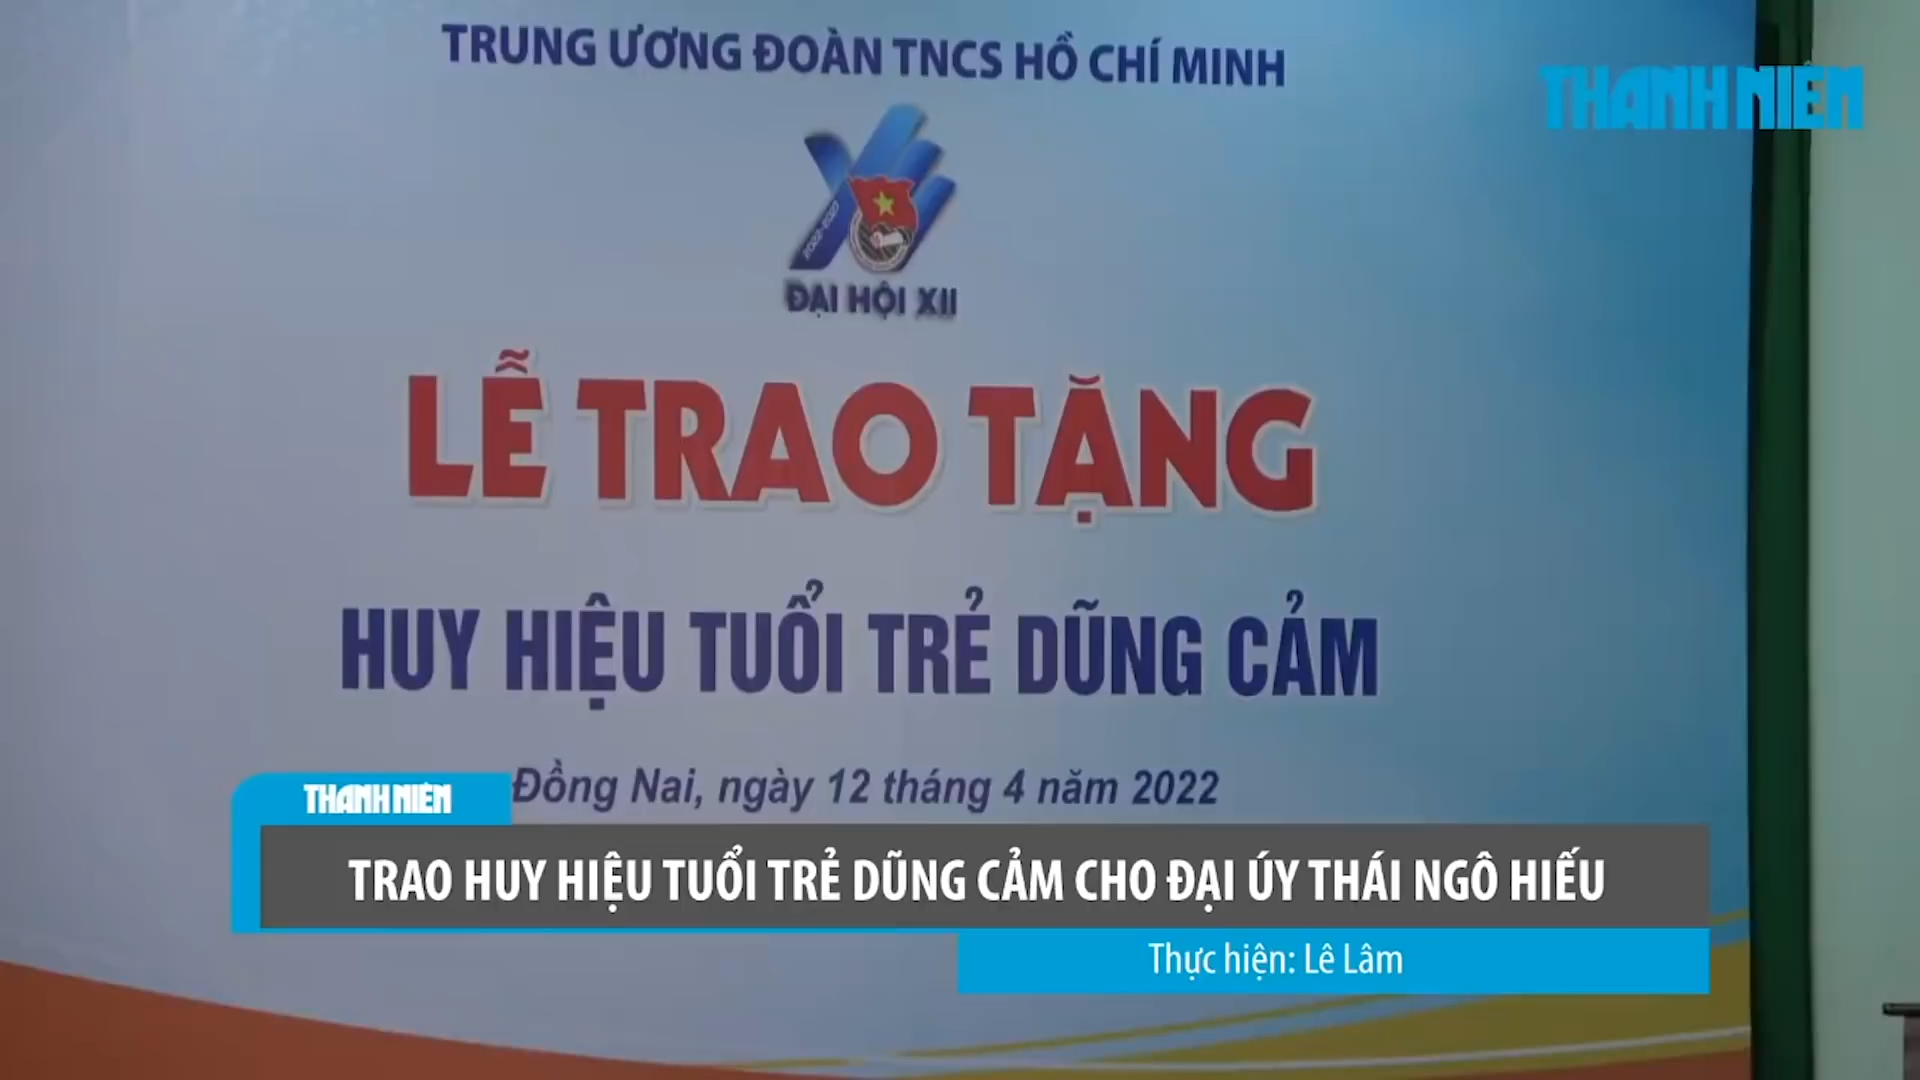 TRUNG ƯƠNG ĐOÀN TNCS HỒ CHÍ MINH
THANH NIÊN
2022-2027
ĐẠI HỘI XII
LỄ TRAO TẶNG
HUY HIỆU TUỔI TRẺ DŨNG CẢM
Đồng Nai, ngày 12 tháng 4 năm 2022
THANH NIÊN
TRAO HUY HIỆU TUỔI TRẺ DŨNG CẢM CHO ĐẠI ÚY THÁI NGÔ HIẾU
Thực hiện: Lê Lâm